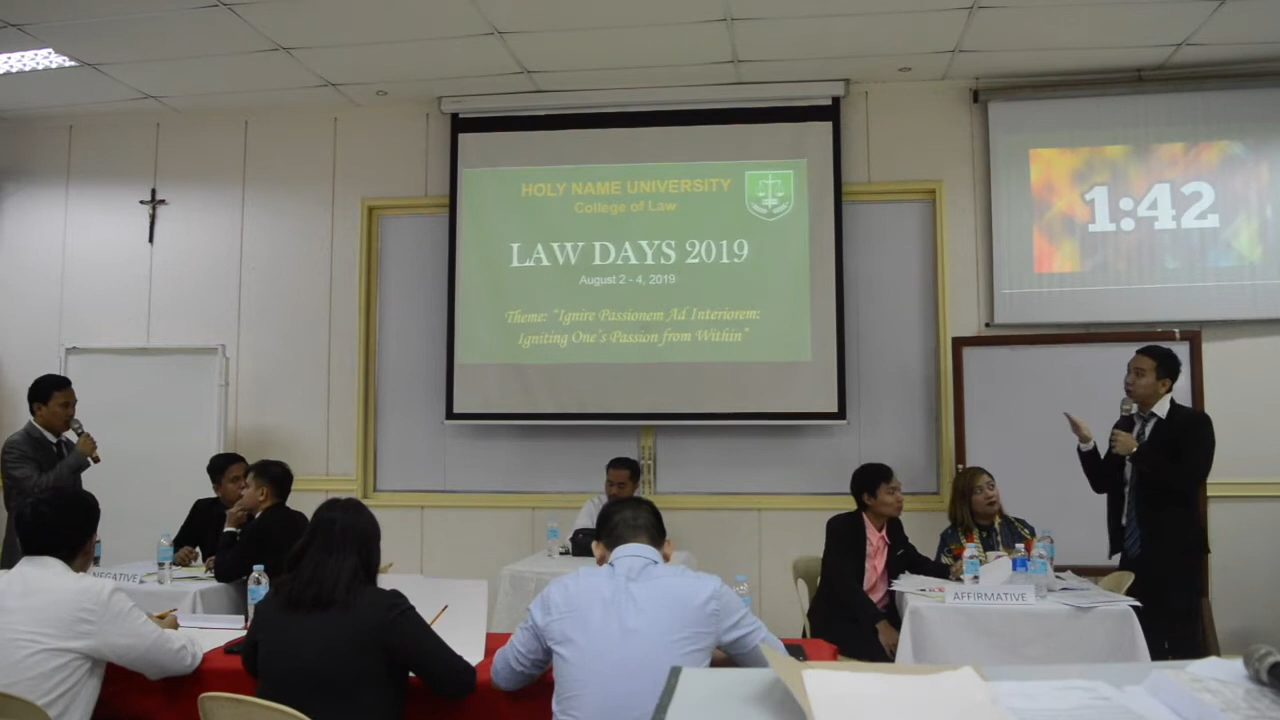 HOLY NAME UNIVERSITY
College of Law
LAW DAYS 2019
August 2 - 4, 2019
Theme: "Ignire Passionem Ad Interiorem:
Igniting One's Passion from Within"
1:42
NEGATIVE
AFFIRMATIVE